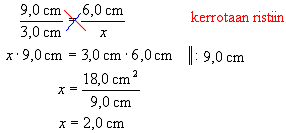 9,0 cm / 3,0 cm = 6,0 cm / x kerrotaan ristiin
x · 9,0 cm = 3,0 cm · 6,0 cm ‖: 9,0 cm
x = 18,0 cm² / 9,0 cm
x = 2,0 cm